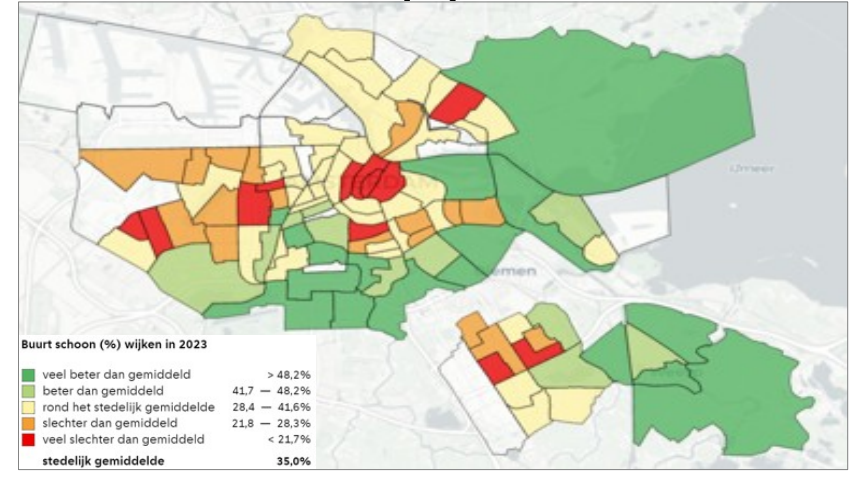 IJmeer
emen
Buurt schoon (%) wijken in 2023
veel beter dan gemiddeld > 48,2%
beter dan gemiddeld 41,7 — 48,2%
rond het stedelijk gemiddelde 28,4 — 41,6%
slechter dan gemiddeld 21,8 — 28,3%
veel slechter dan gemiddeld < 21,7%
stedelijk gemiddelde 35,0%